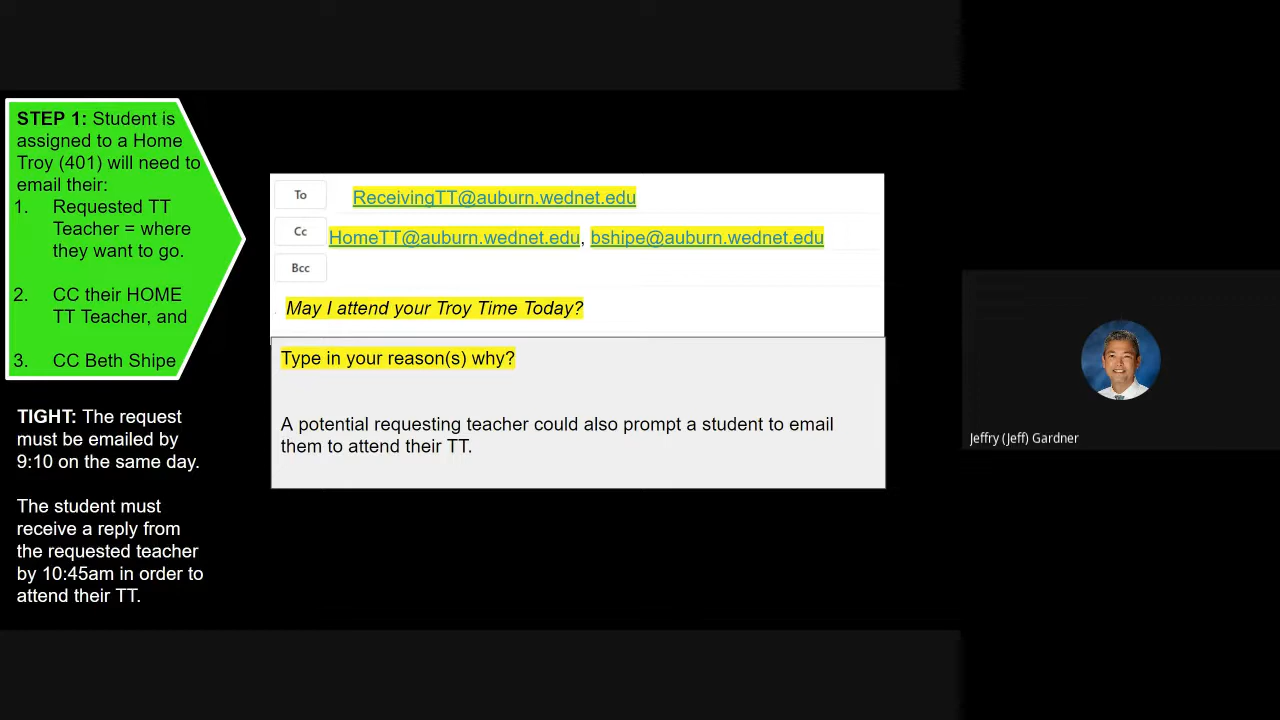 STEP 1: Student is
assigned to a Home
Troy (401) will need to
email their:
1. Requested TT
Teacher = where
they want to go.
2. CC their HOME
TT Teacher, and
3. CC Beth Shipe
TIGHT: The request
must be emailed by
9:10 on the same day.
The student must
receive a reply from
the requested teacher
by 10:45am in order to
attend their TT.
To ReceivingTT@auburn.wednet.edu
Cc HomeTT@auburn.wednet.edu, bshipe@auburn.wednet.edu
Bcc
May I attend your Troy Time Today?
Type in your reason(s) why?
A potential requesting teacher could also prompt a student to email
them to attend their TT.
Jeffry (Jeff) Gardner